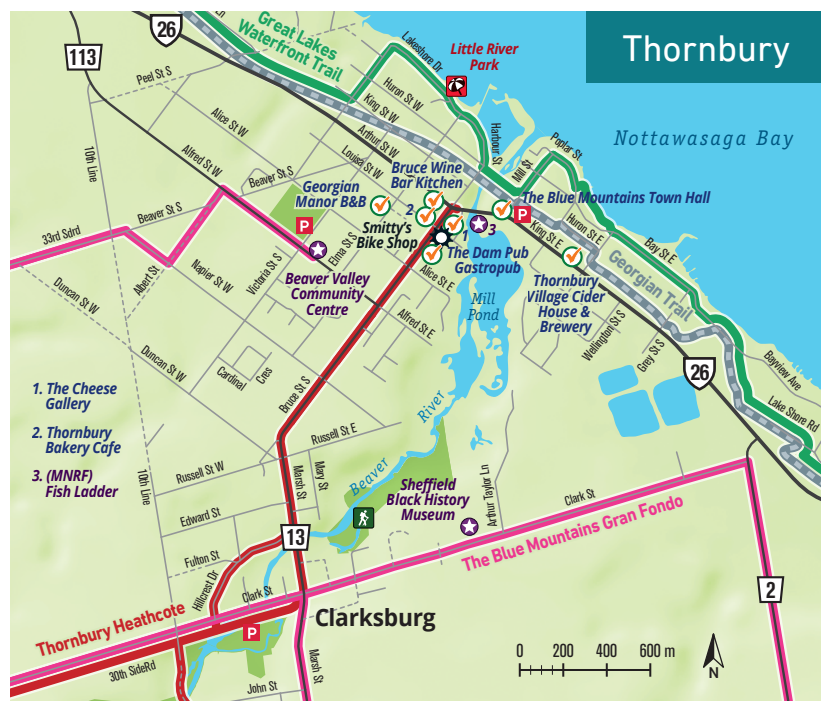 Thornbury
26
113
Great Lakes
Waterfront Trail
Lakeshore Dr
Little River
Park
Peel St S
Huron St W
King St W
Alice St W
Arthur St W
Harbour St
Nottawasaga Bay
Poplar St
Mill St
Louisa St W
Alfred St W
10th Line
Bruce Wine
Bar Kitchen
Beaver St S
Georgian
Manor B&B
The Blue Mountains Town Hall
2
P
Beaver St S
P
Smitty's
Bike Shop
1
3
King St E
Huron St E
33rd Sdrd
Elma St S
The Dam Pub
Gastropub
Bay St E
Albert St
Napier St W
Victoria St S
Beaver Valley
Community
Centre
Alice St E
Georgian Trail
Duncan St W
Mill
Pond
Thornbury
Village Cider
House &
Brewery
Alfred St E
Wellington St S
Grey St S
Duncan St W
Bayview Ave
Cardinal
Cres
26
1. The Cheese
Gallery
Bruce St S
River
Lake Shore Rd
2. Thornbury
Bakery Cafe
Russell St E
3. (MNRF)
Fish Ladder
Russell St W
Marsh St
Mary St
Beaver
Sheffield
Black History
Museum
Arthur Taylor Ln
10th Line
Clark St
Edward St
13
The Blue Mountains Gran Fondo
Fulton St
Hillcrest Dr
Clark St
2
Thornbury Heathcote
Clarksburg
P
30th SideRd
Marsh St
John St
0 200 400 600 m
N